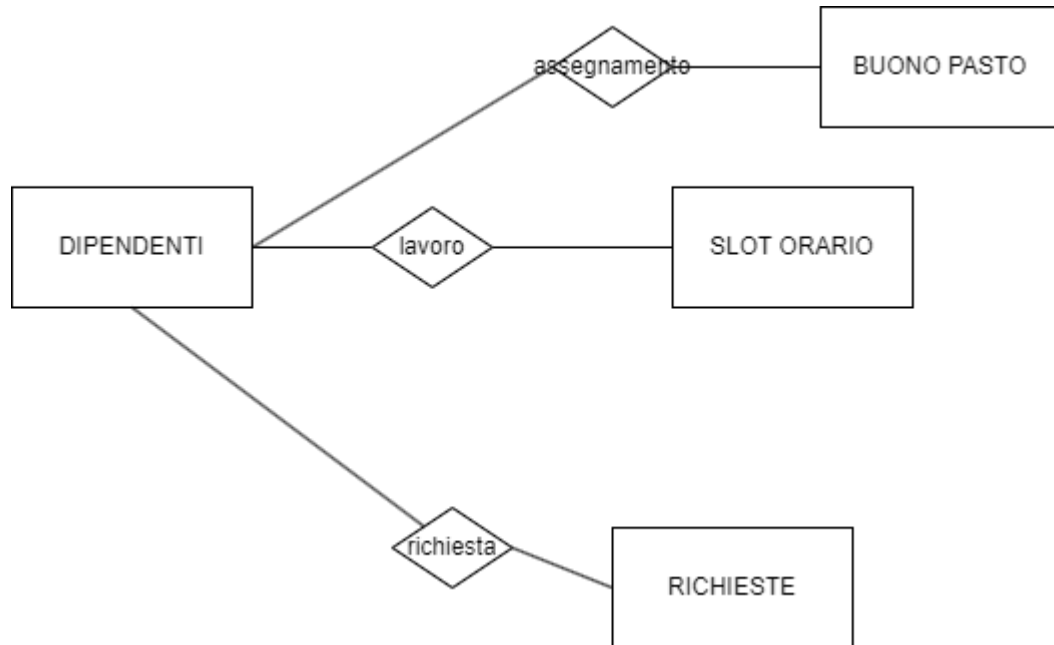 assegnamento
BUONO PASTO
DIPENDENTI
lavoro
SLOT ORARIO
richiesta
RICHIESTE